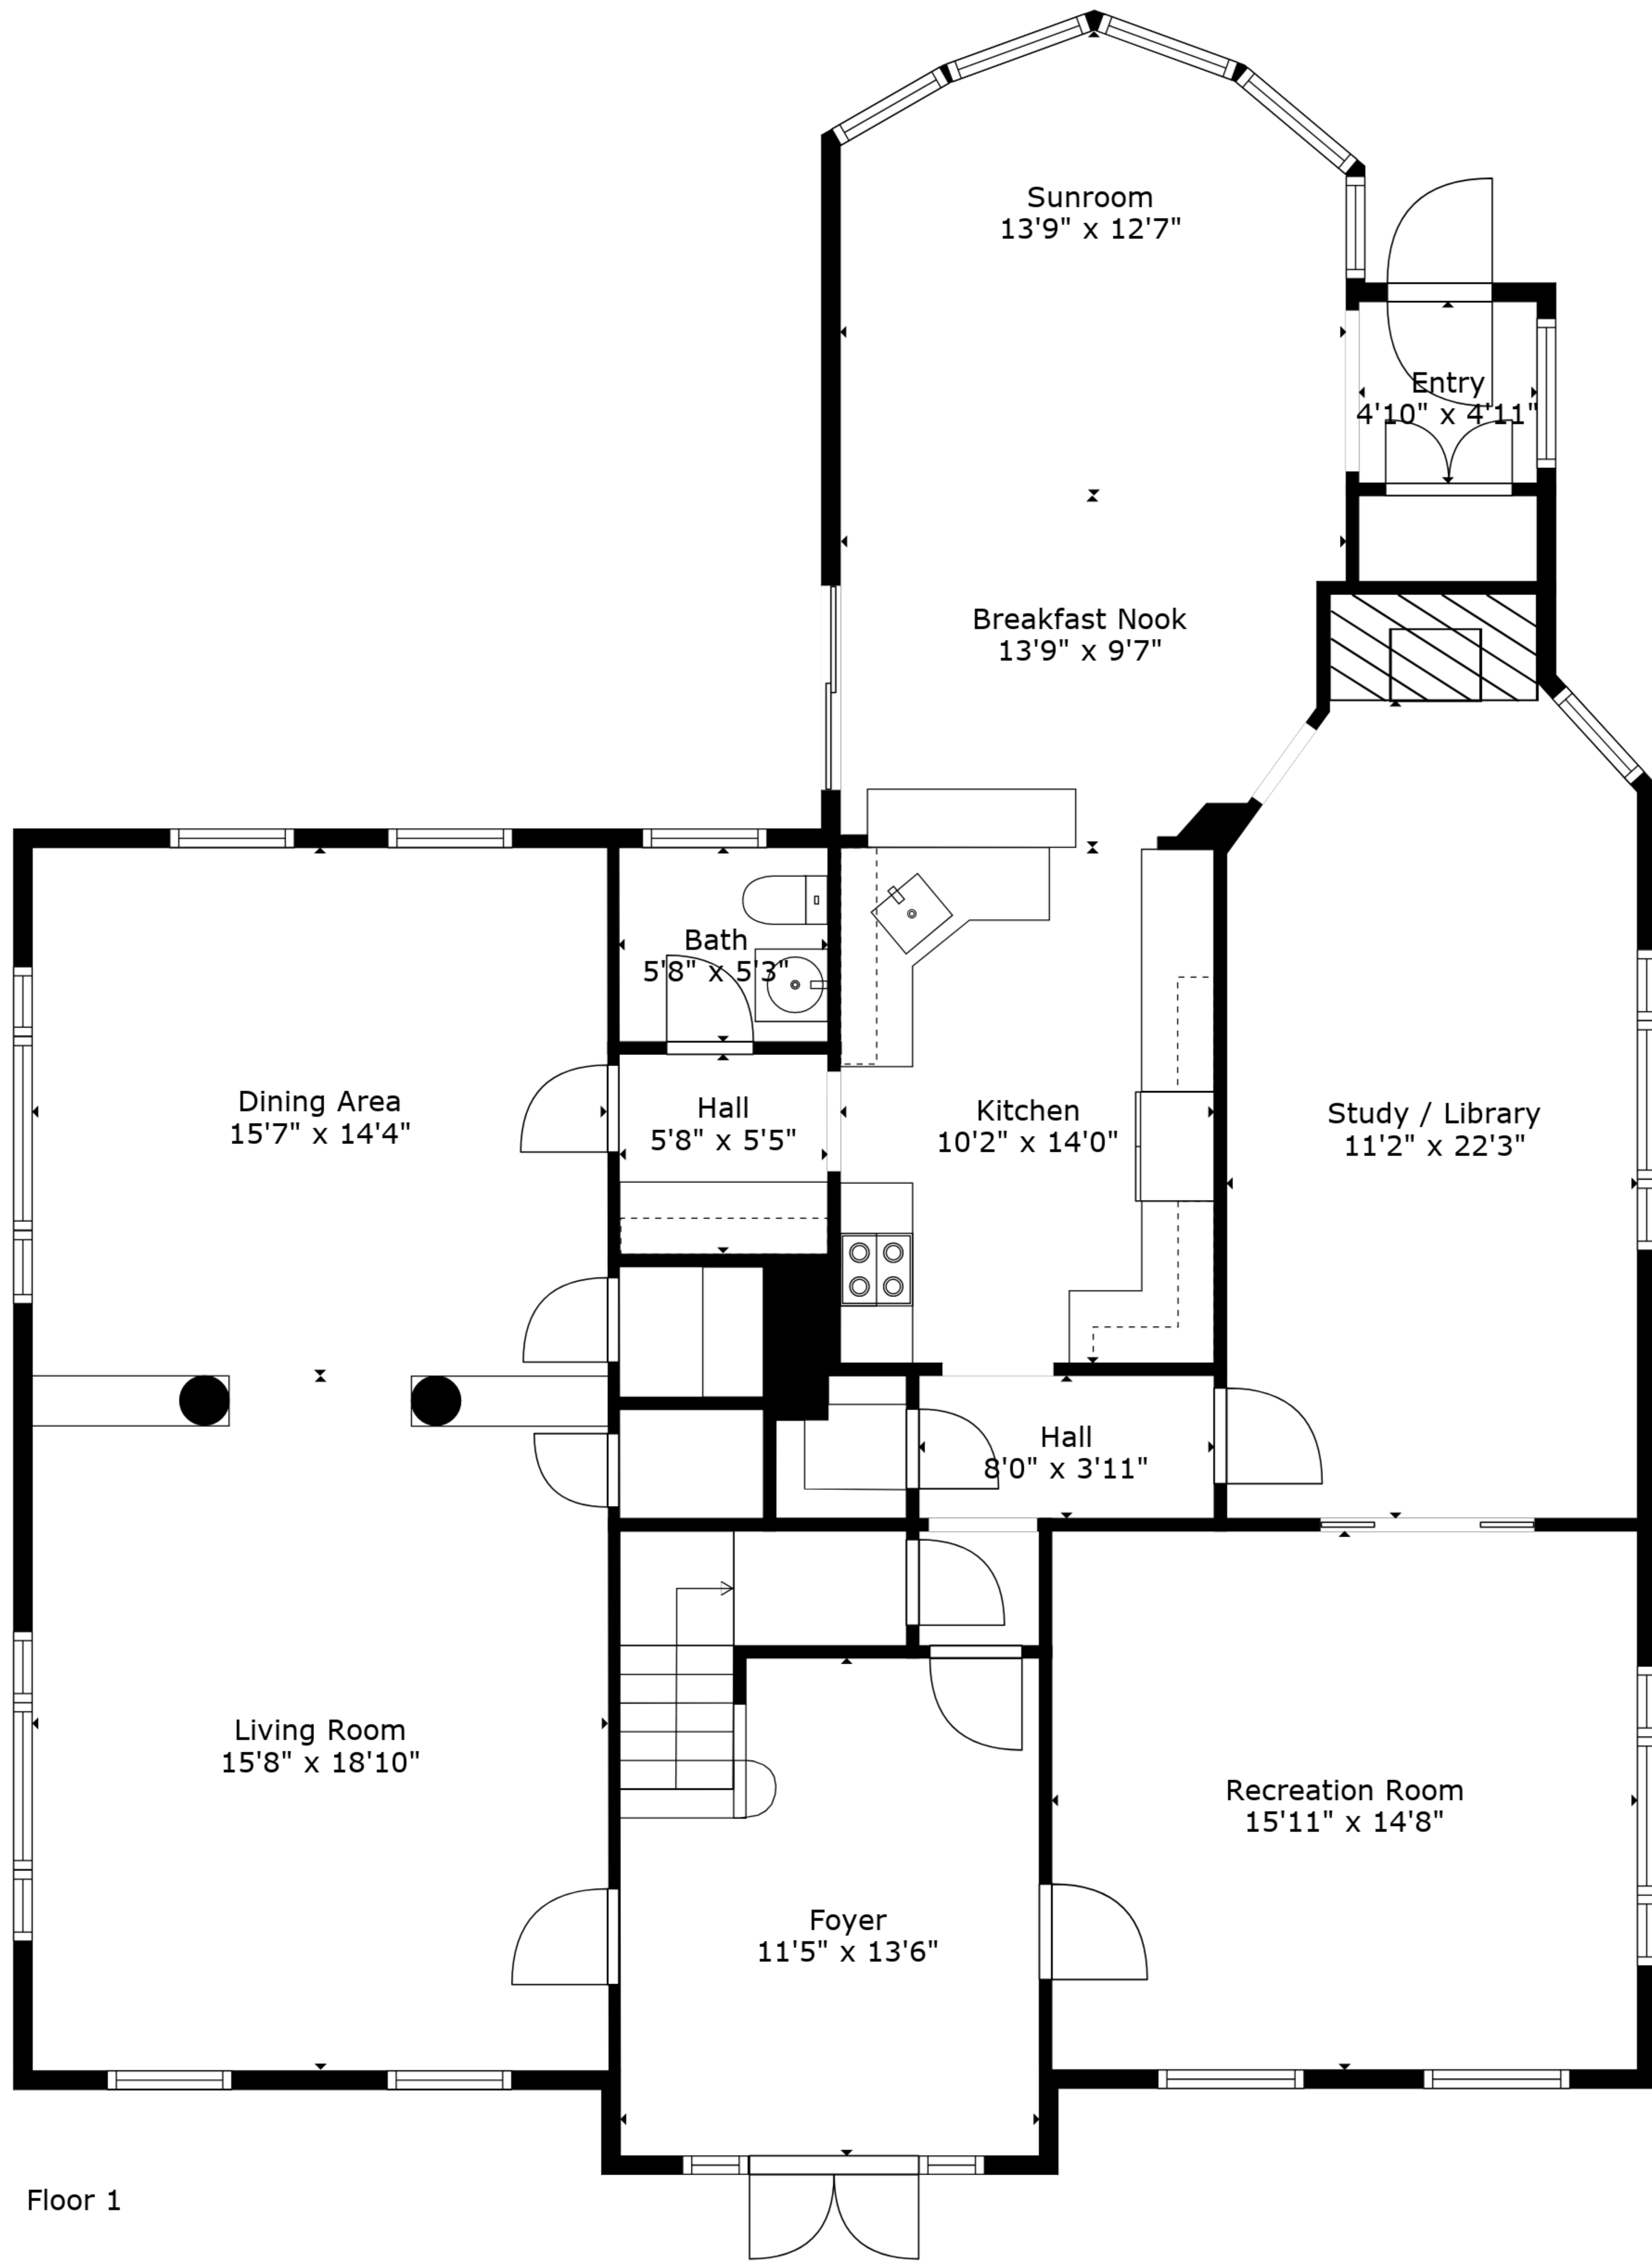 Sunroom
13'9" x 12'7"
Entry
4'10" x 4'11"
Breakfast Nook
13'9" x 9'7"
Bath
5'8" x 5'3"
Dining Area
15'7" x 14'4"
Hall
5'8" x 5'5"
Kitchen
10'2" x 14'0"
Study / Library
11'2" x 22'3"
Hall
8'0" x 3'11"
Living Room
15'8" x 18'10"
Recreation Room
15'11" x 14'8"
Foyer
11'5" x 13'6"
Floor 1